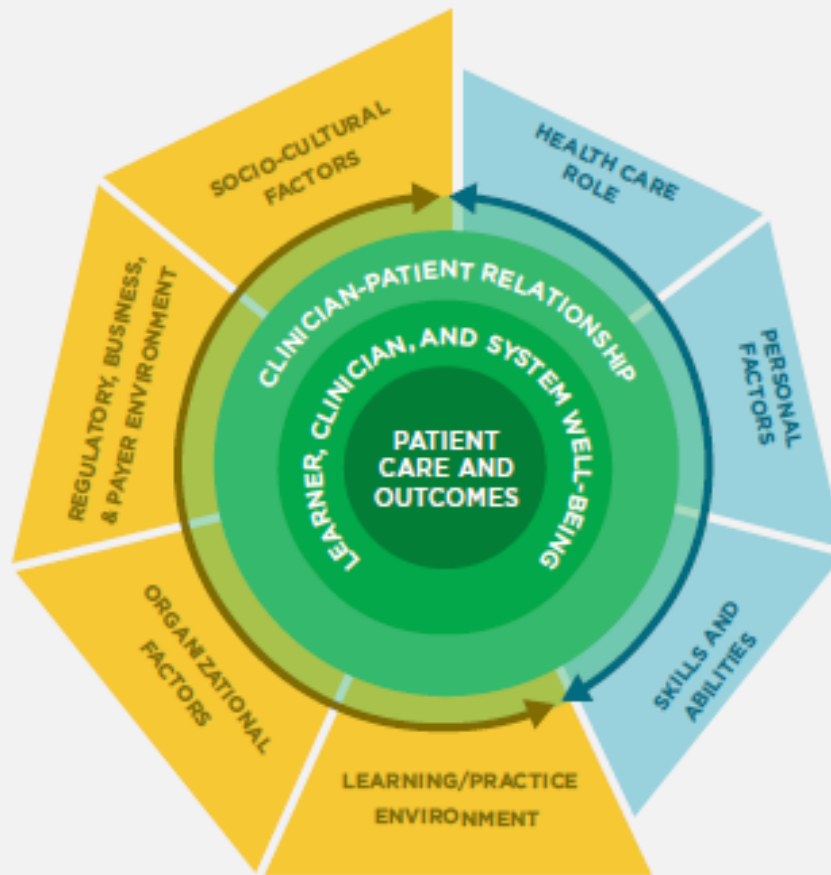 SOCIO-CULTURAL
FACTORS
HEALTH CARE
ROLE
PERSONAL
FACTORS
SKILLS AND
ABILITIES
LEARNING/PRACTICE
ENVIRONMENT
ORGANIZATIONAL
FACTORS
REGULATORY, BUSINESS,
& PAYER ENVIRONMENT
CLINICIAN-PATIENT RELATIONSHIP
LEARNER, CLINICIAN, AND SYSTEM WELL-BEING
PATIENT
CARE AND
OUTCOMES